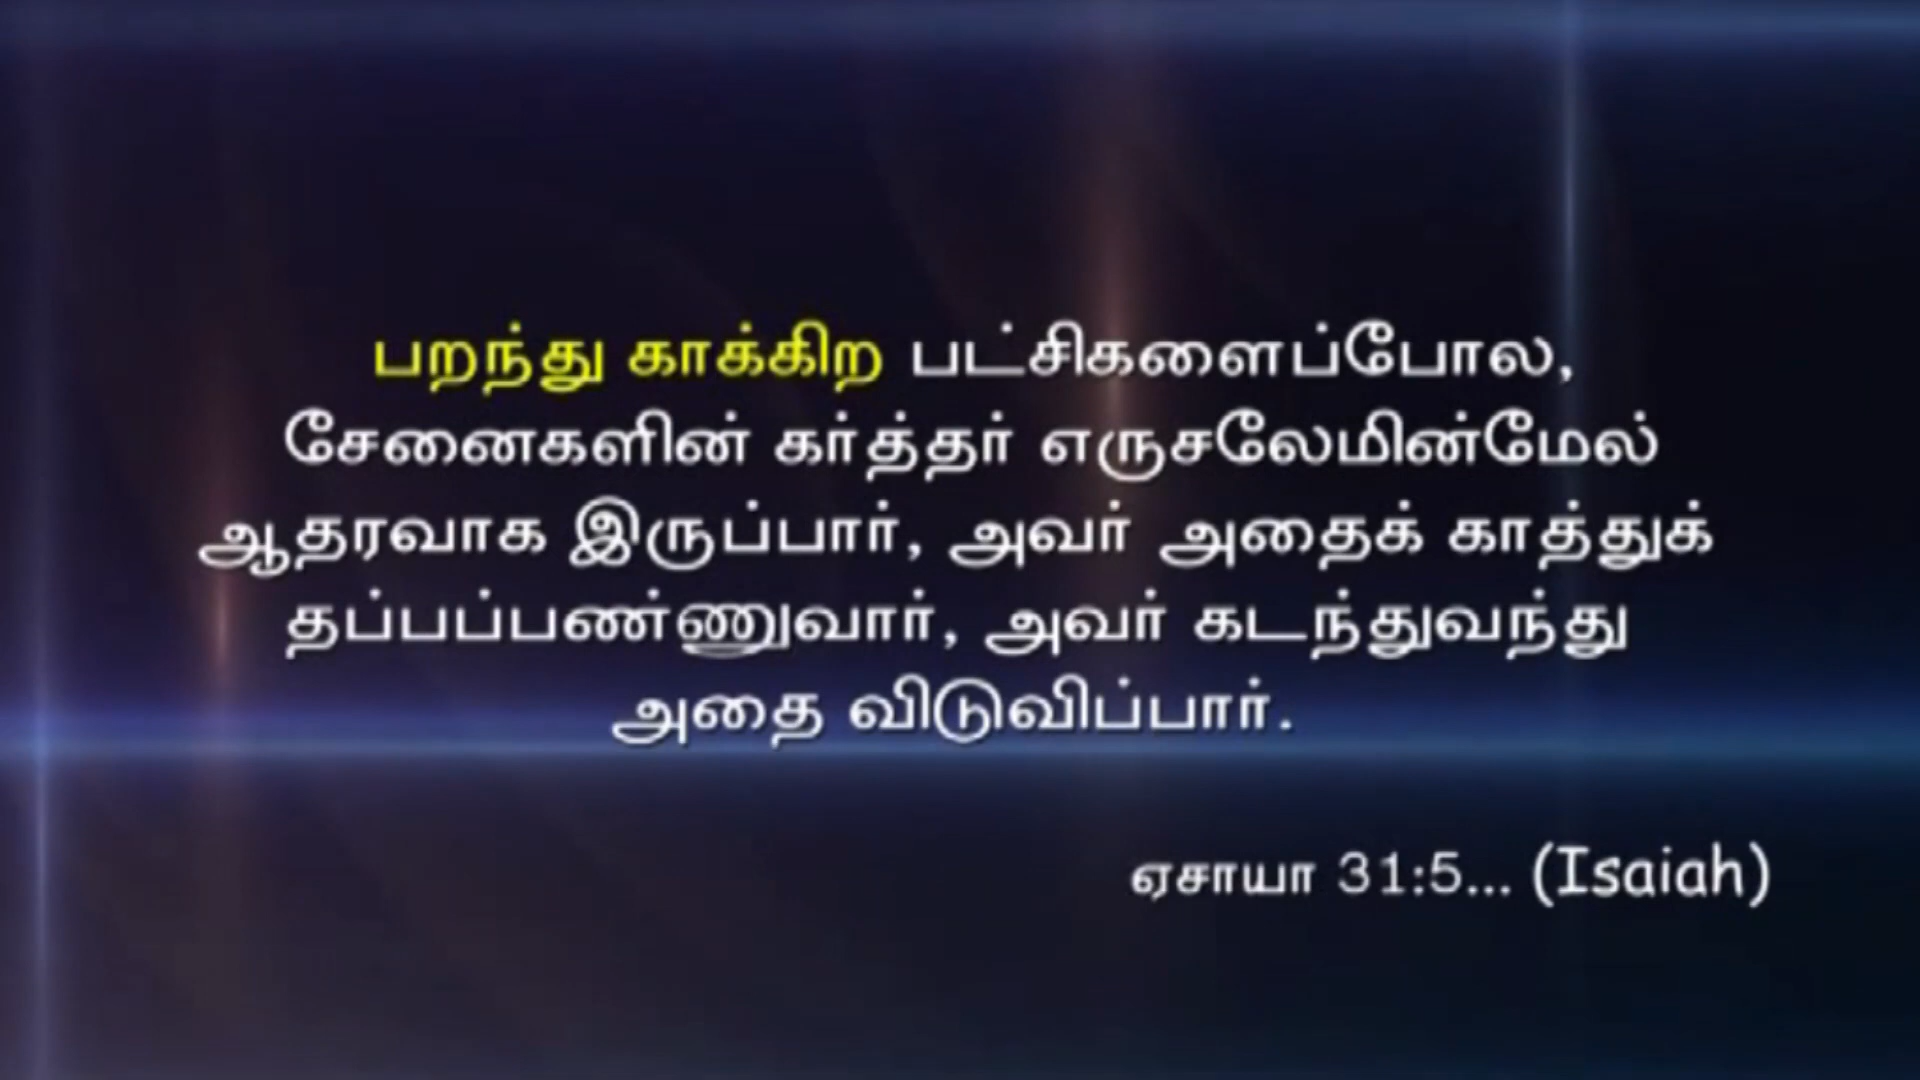 பறந்து காக்கிற பட்சிகளைப்போல,
சேனைகளின் கர்த்தர் எருசலேமின்மேல்
ஆதரவாக இருப்பார், அவர் அதைக் காத்துக்
தப்பப்பண்ணுவார், அவர் கடந்துவந்து
அதை விடுவிப்பார்.
ஏசாயா 31:5... (Isaiah)